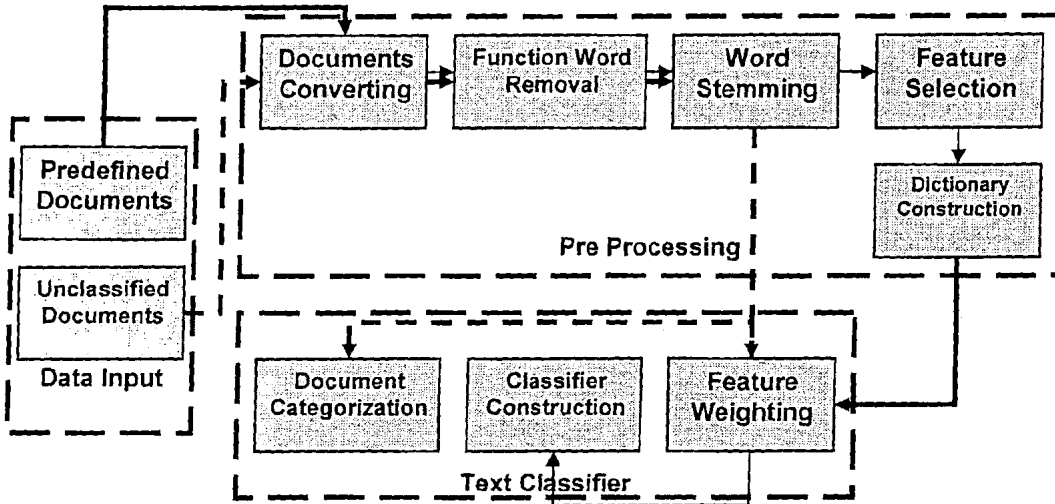 Documents
Converting
Function Word
Removal
Word
Stemming
Feature
Selection
Predefined
Documents
Dictionary
Construction
Pre Processing
Unclassified
Documents
Data Input
Document
Categorization
Classifier
Construction
Feature
Weighting
Text Classifier